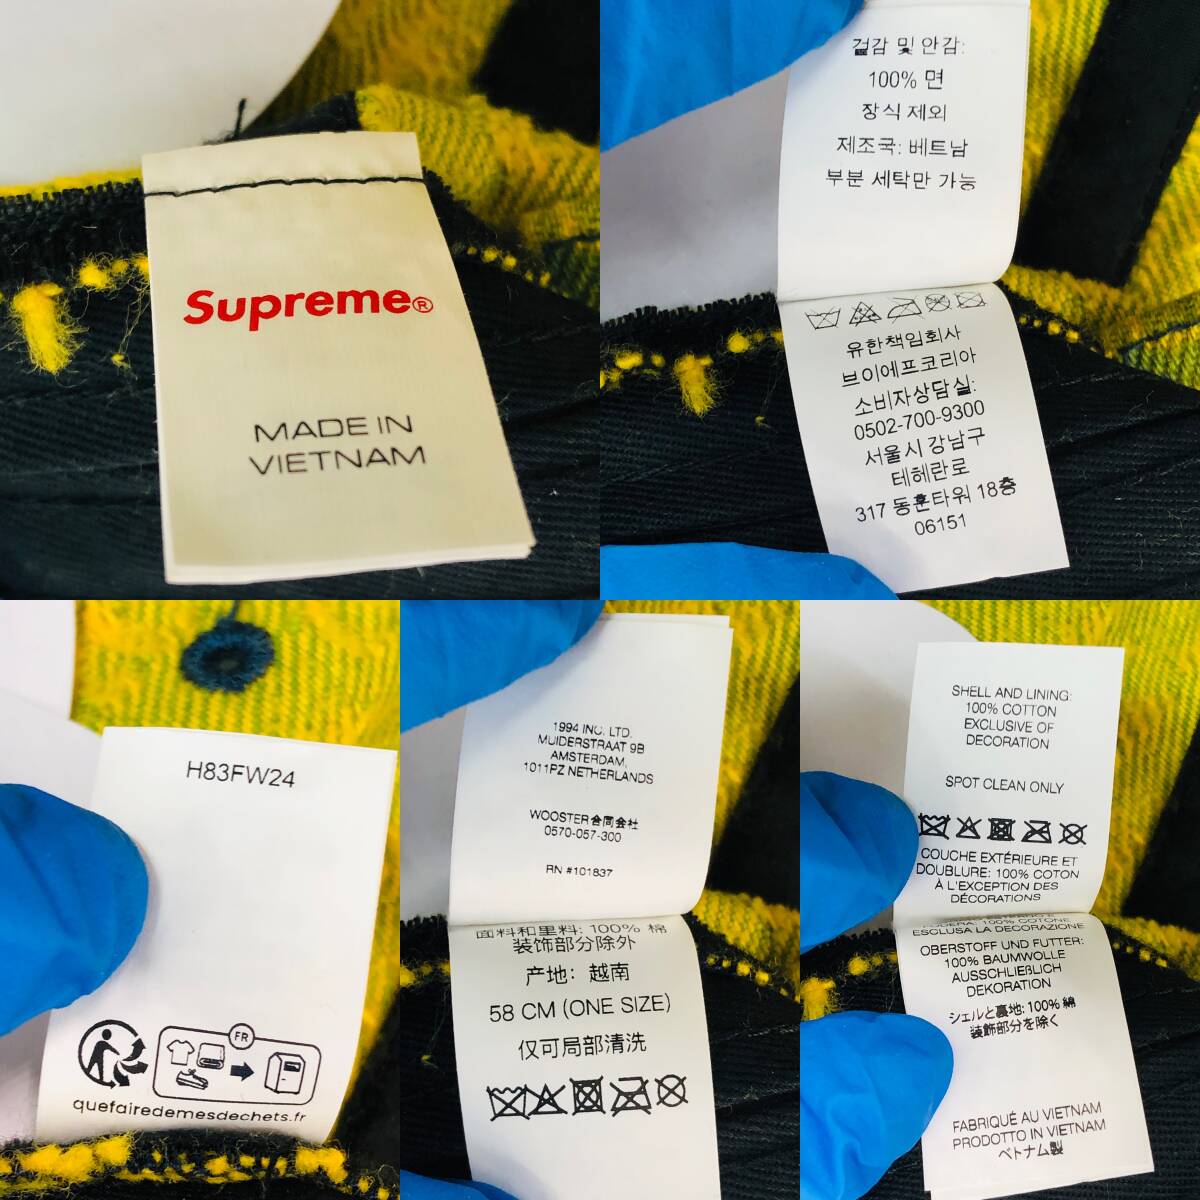 Supreme®
MADE IN
VIETNAM
겉감 및 안감:
100% 면
장식 제외
제조국: 베트남
부분 세탁만 가능
유한책임회사
브이에프코리아
소비자상담실:
0502-700-9300
서울시 강남구
테헤란로
317 동훈타워 18층
06151
H83FW24
FR
quefairedemesdechets.fr
1994 INC. LTD.
MUIDERSTRAAT 9B
AMSTERDAM,
1011PZ NETHERLANDS
WOOSTER合同会社
0570-057-300
RN #101837
面料和里料: 100% 棉
装饰部分除外
产地: 越南
58 CM (ONE SIZE)
仅可局部清洗
SHELL AND LINING:
100% COTTON
EXCLUSIVE OF
DECORATION
SPOT CLEAN ONLY
COUCHE EXTÉRIEURE ET
DOUBLURE: 100% COTON
À L'EXCEPTION DES
DÉCORATIONS
FODERA: 100% COTONE
ESCLUSA LA DECORAZIONE
OBERSTOFF UND FUTTER:
100% BAUMWOLLE
AUSSCHLIEßLICH
DEKORATION
シェルと裏地: 100% 綿
装飾部分を除く
FABRIQUÉ AU VIETNAM
PRODOTTO IN VIETNAM
ベトナム製